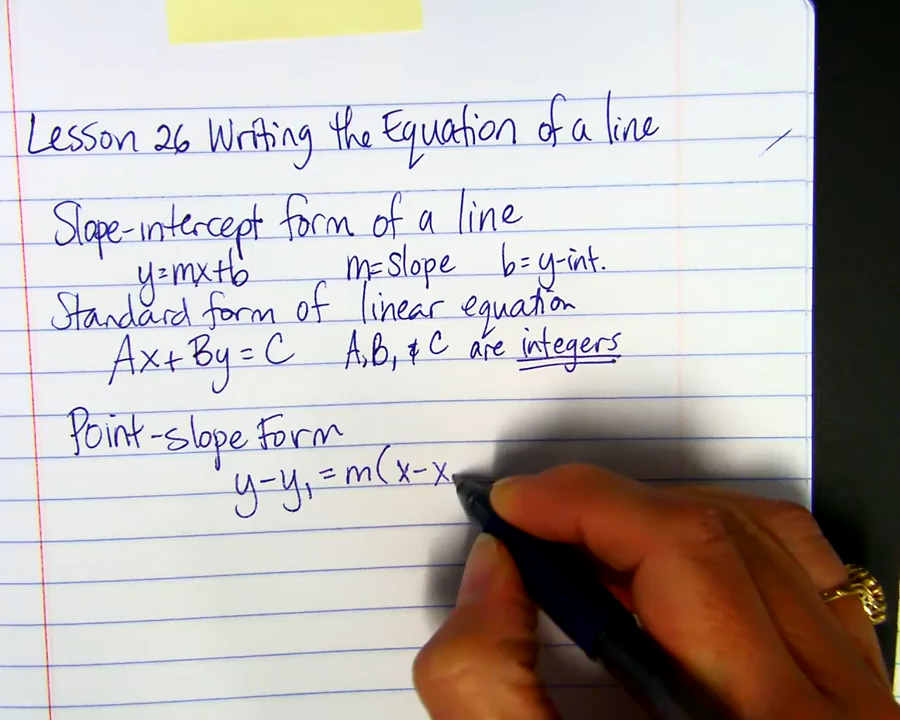 Lesson 26 Writing the Equation of a line
Slope-intercept form of a line
y=mx+b m=slope b=y-int.
Standard form of linear equation
Ax+By=C A,B, & C are integers
Point-slope Form
y-y₁=m(x-x